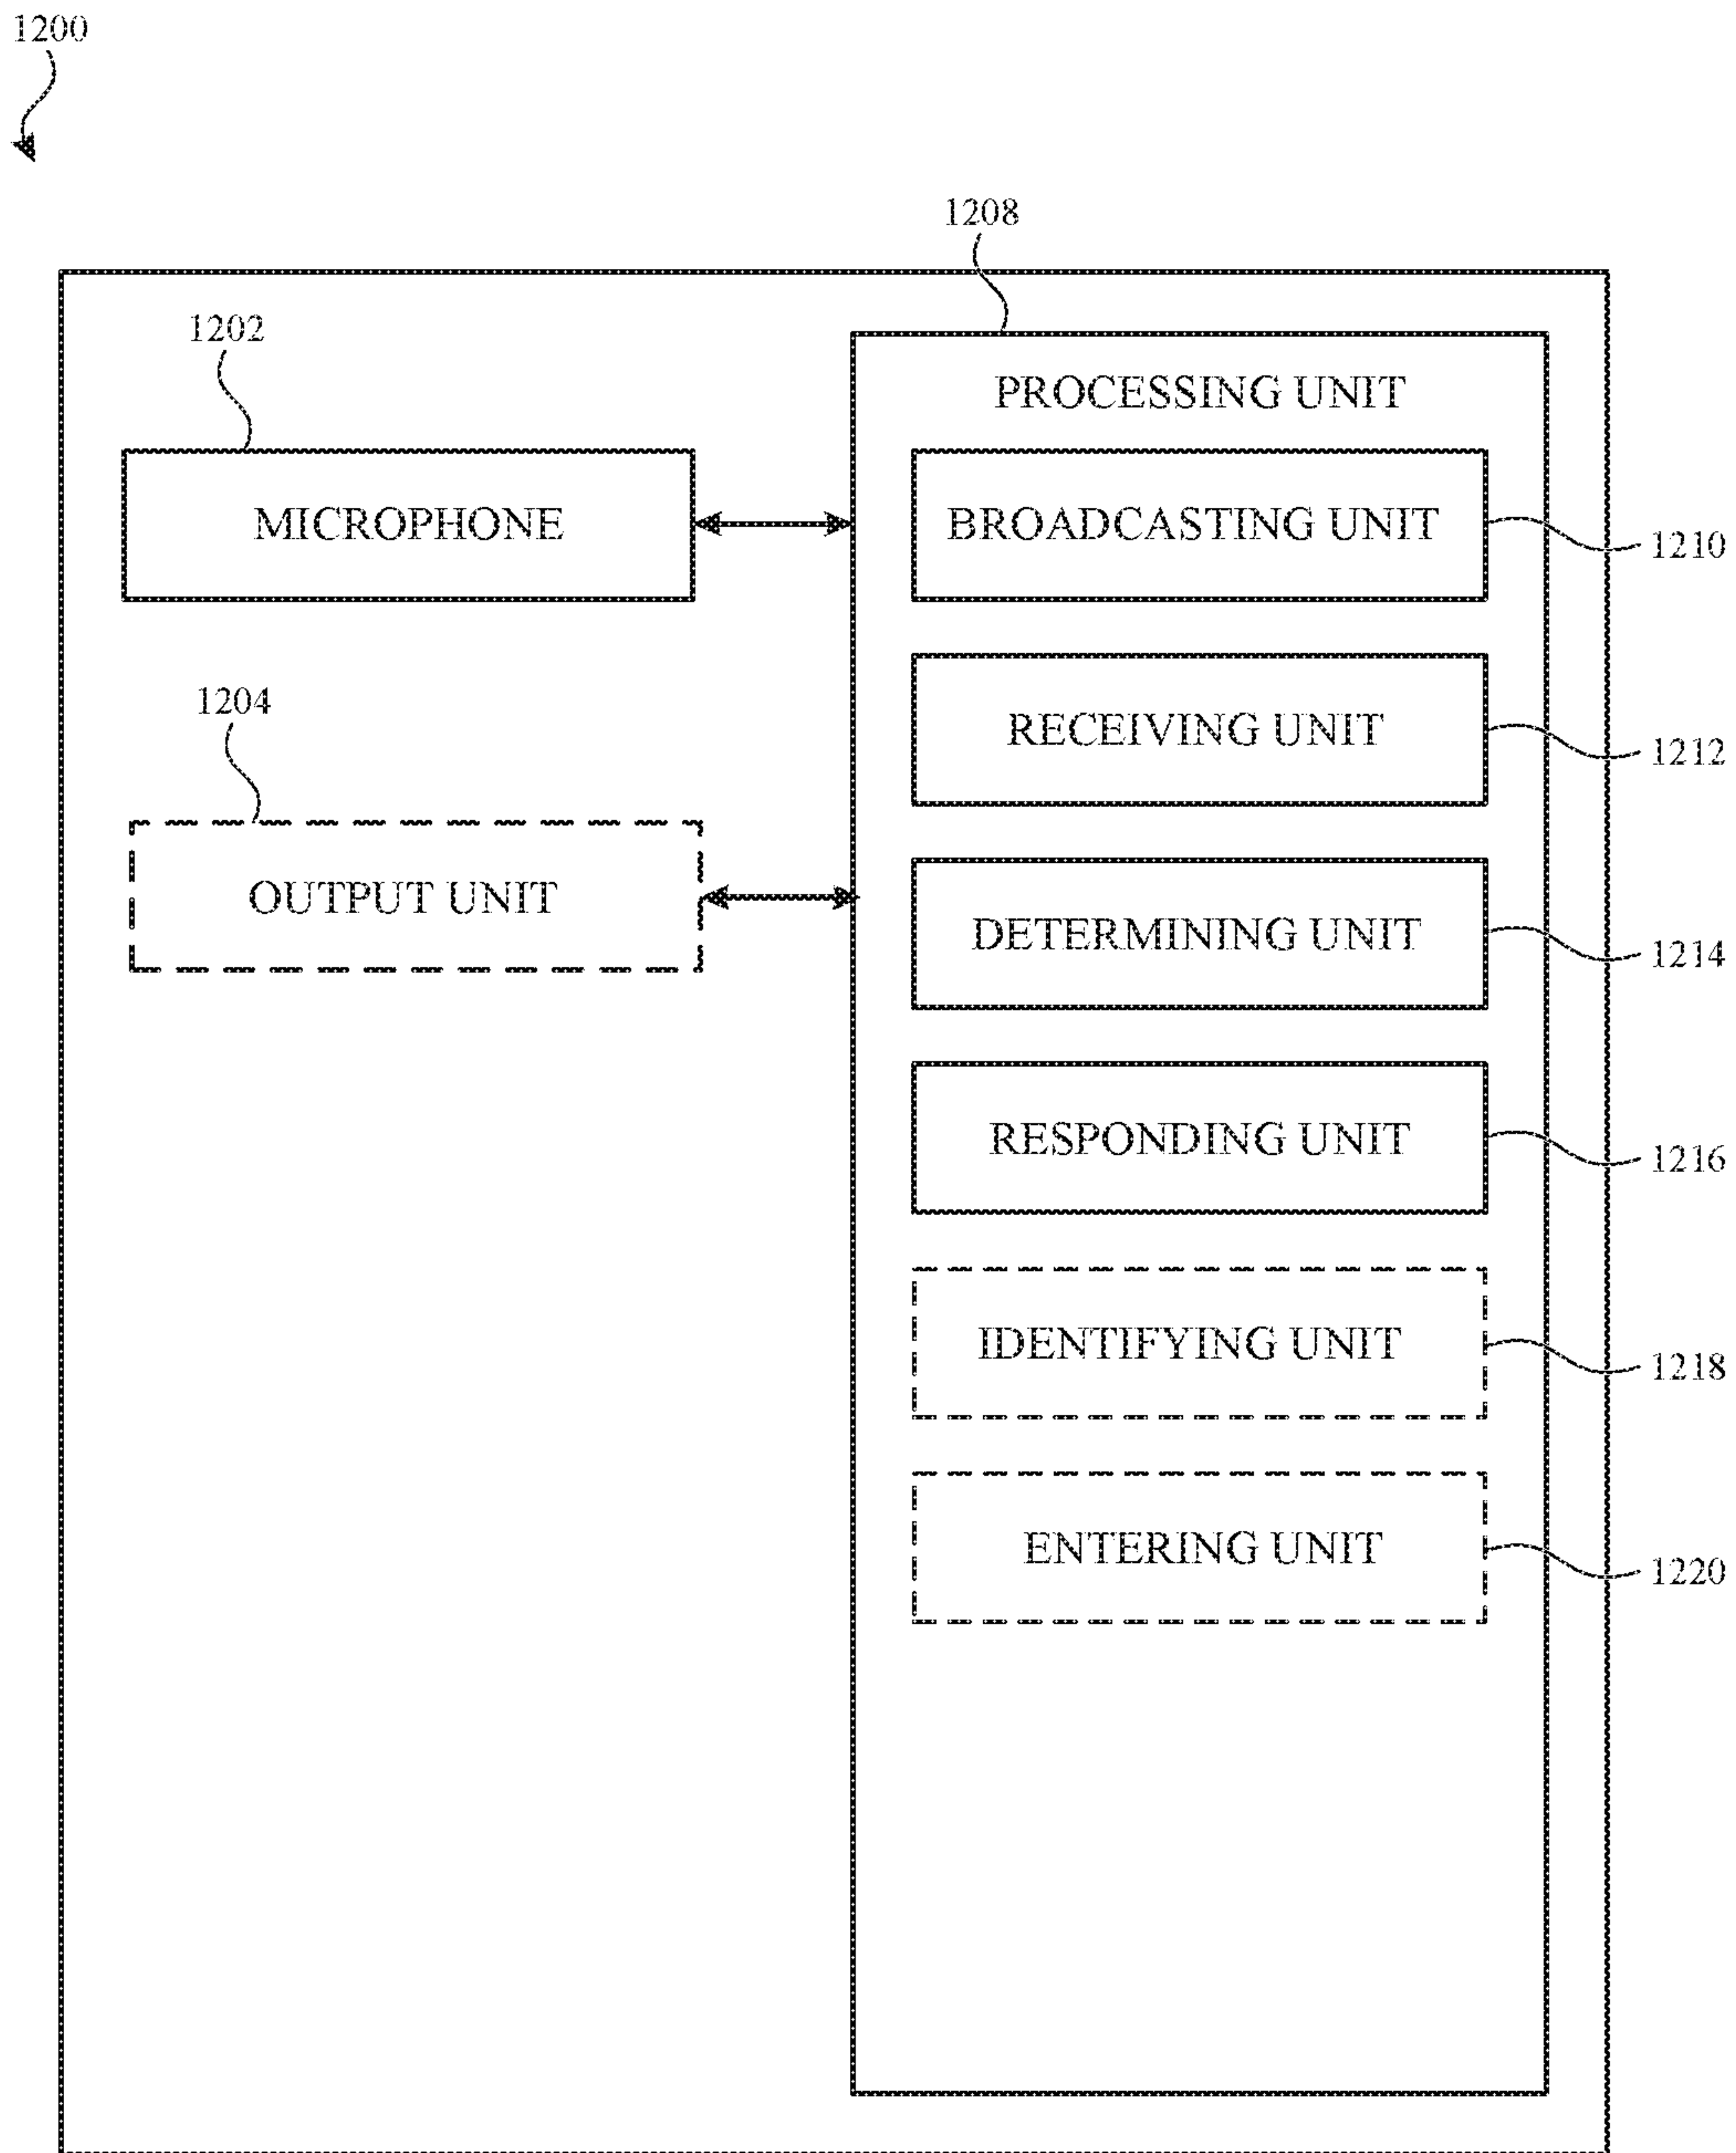 1200
1208
1202
PROCESSING UNIT
MICROPHONE
BROADCASTING UNIT
1210
1204
RECEIVING UNIT
1212
OUTPUT UNIT
DETERMINING UNIT
1214
RESPONDING UNIT
1216
IDENTIFYING UNIT
1218
ENTERING UNIT
1220